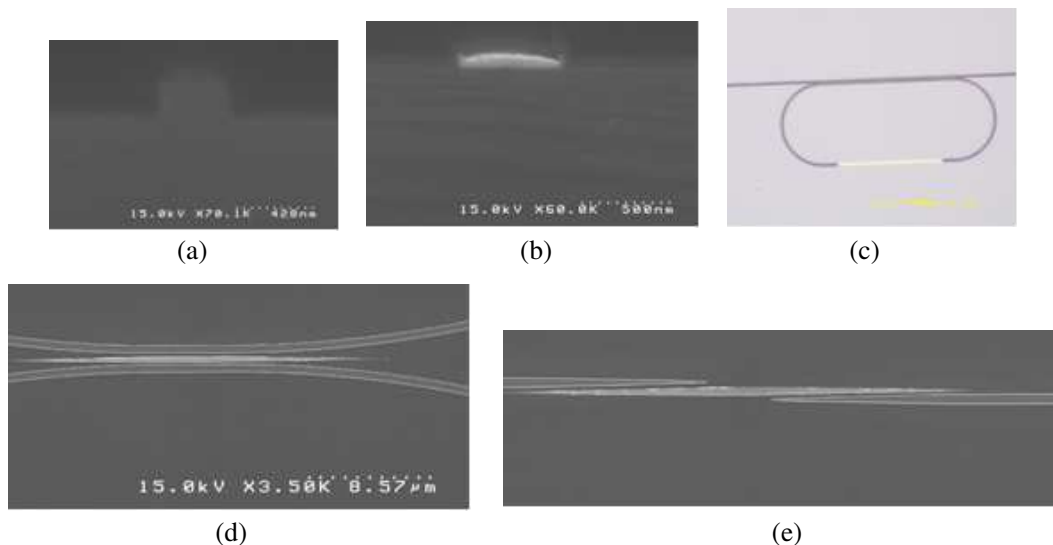 15.0kV X70.1K 428nm
15.0kV X60.0K 500nm
(a)
(b)
(c)
15.0kV X3.50K 8.57µm
(d)
(e)